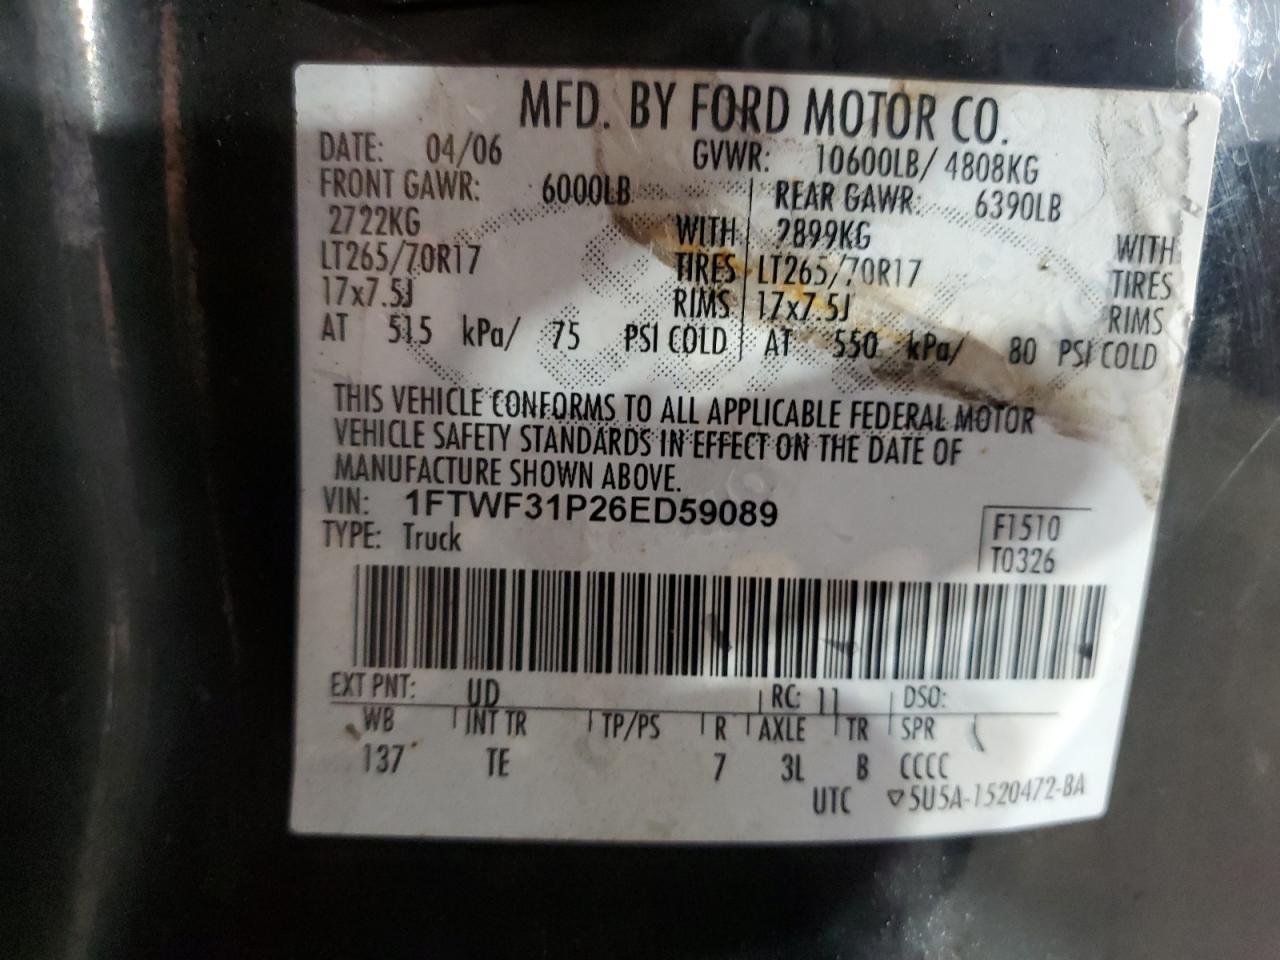 MFD. BY FORD MOTOR CO.
DATE: 04/06 GVWR: 10600LB/ 4808KG
FRONT GAWR: 6000LB REAR GAWR: 6390LB
2722KG WITH 2899KG WITH
LT265/70R17 TIRES LT265/70R17 TIRES
17x7.5J RIMS 17x7.5J RIMS
AT 515 kPa/ 75 PSI COLD AT 550 kPa/ 80 PSI COLD
THIS VEHICLE CONFORMS TO ALL APPLICABLE FEDERAL MOTOR
VEHICLE SAFETY STANDARDS IN EFFECT ON THE DATE OF
MANUFACTURE SHOWN ABOVE.
VIN: 1FTWF31P26ED59089
TYPE: Truck
F1510
T0326
EXT PNT: UD RC: 11 DSO:
WB INT TR TP/PS R AXLE TR SPR
137 TE 7 3L B CCCC
UTC ▽5U5A-1520472-BA